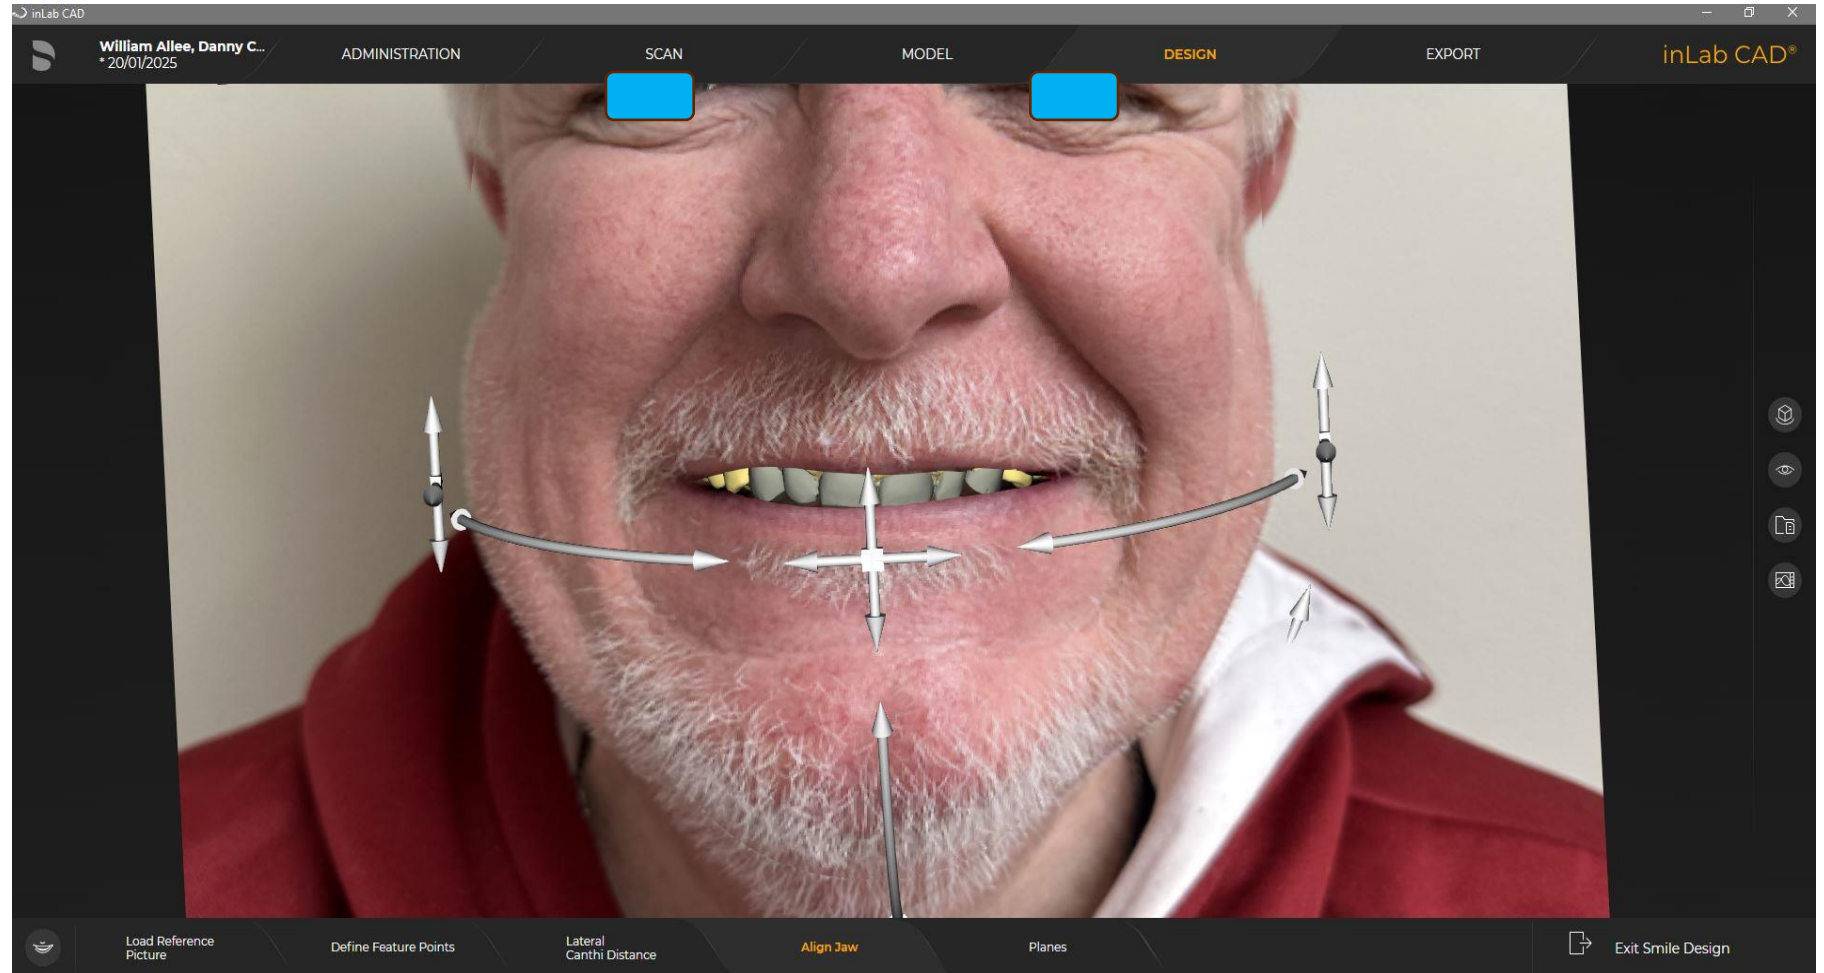 inLab CAD
William Allee, Danny C...
* 20/01/2025
ADMINISTRATION
SCAN
MODEL
DESIGN
EXPORT
inLab CAD®
Load Reference
Picture
Define Feature Points
Lateral
Canthi Distance
Align Jaw
Planes
Exit Smile Design